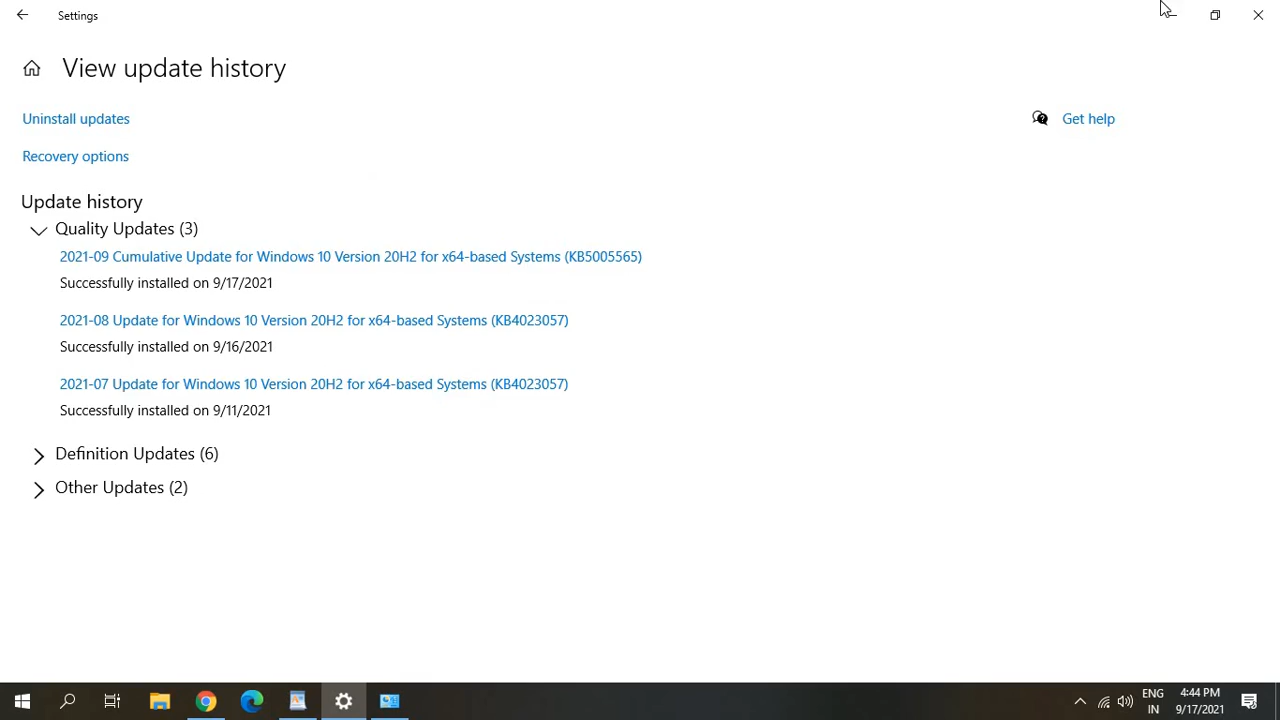 Settings
View update history
Uninstall updates
Get help
Recovery options
Update history
Quality Updates (3)
2021-09 Cumulative Update for Windows 10 Version 20H2 for x64-based Systems (KB5005565)
Successfully installed on 9/17/2021
2021-08 Update for Windows 10 Version 20H2 for x64-based Systems (KB4023057)
Successfully installed on 9/16/2021
2021-07 Update for Windows 10 Version 20H2 for x64-based Systems (KB4023057)
Successfully installed on 9/11/2021
Definition Updates (6)
Other Updates (2)
ENG
IN
4:44 PM
9/17/2021